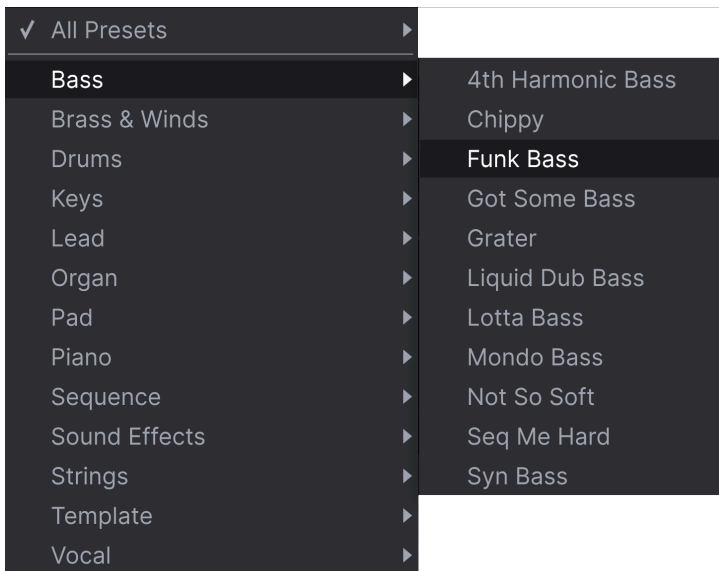 ✓ All Presets
Bass
Brass & Winds
Drums
Keys
Lead
Organ
Pad
Piano
Sequence
Sound Effects
Strings
Template
Vocal
4th Harmonic Bass
Chippy
Funk Bass
Got Some Bass
Grater
Liquid Dub Bass
Lotta Bass
Mondo Bass
Not So Soft
Seq Me Hard
Syn Bass